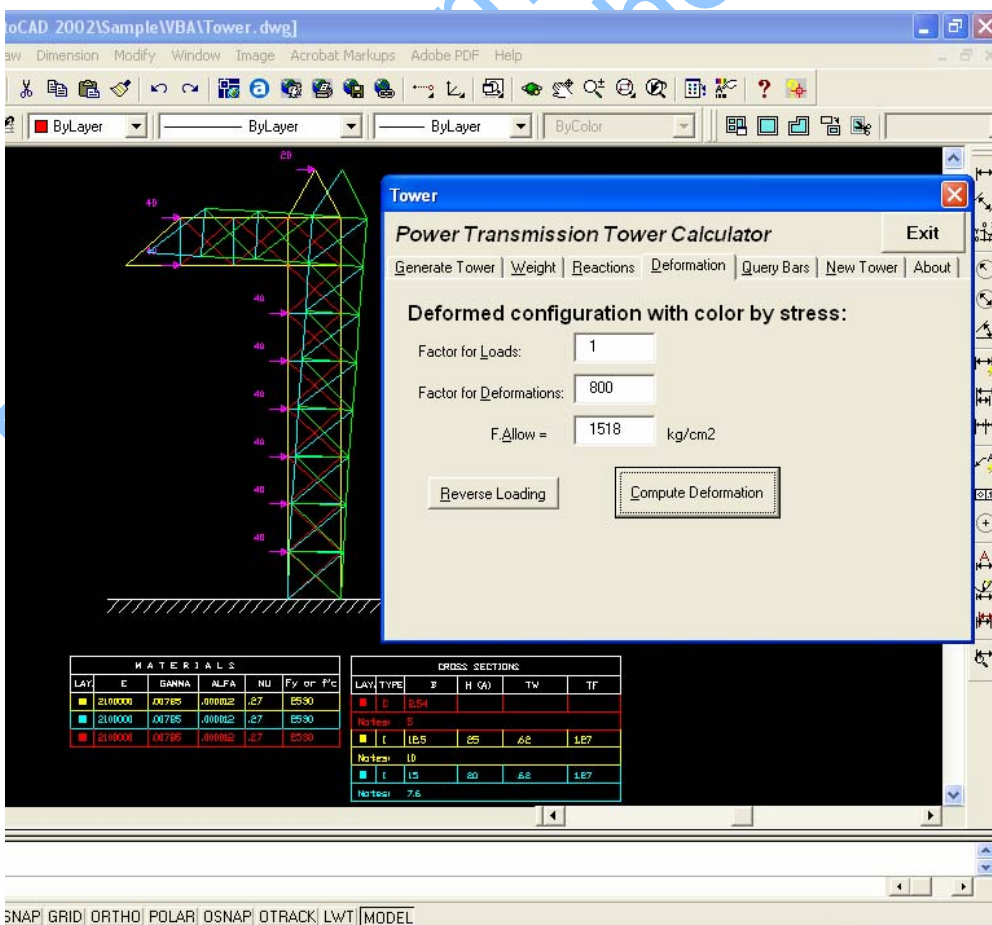 toCAD 2002\Sample\VBA\Tower.dwg]
aw Dimension Modify Window Image Acrobat Markups Adobe PDF Help
ByLayer ByLayer ByLayer ByColor
20
40
40
40
40
40
40
40
Tower
Power Transmission Tower Calculator Exit
Generate Tower Weight Reactions Deformation Query Bars New Tower About
Deformed configuration with color by stress:
Factor for Loads: 1
Factor for Deformations: 800
F.Allow = 1518 kg/cm2
Reverse Loading Compute Deformation
MATERIALS
LAY. E GAMMA ALFA NU Fy or f'c
2100000 .00785 .000012 .27 2530
2100000 .00785 .000012 .27 2530
2100000 .00785 .000012 .27 2530
CROSS SECTIONS
LAY. TYPE B H (A) TW TF
2.54
Notes: 5
I 12.5 25 .62 1.27
Notes: 10
I 15 20 .62 1.27
Notes: 7.6
SNAP GRID ORTHO POLAR OSNAP OTRACK LWT MODEL